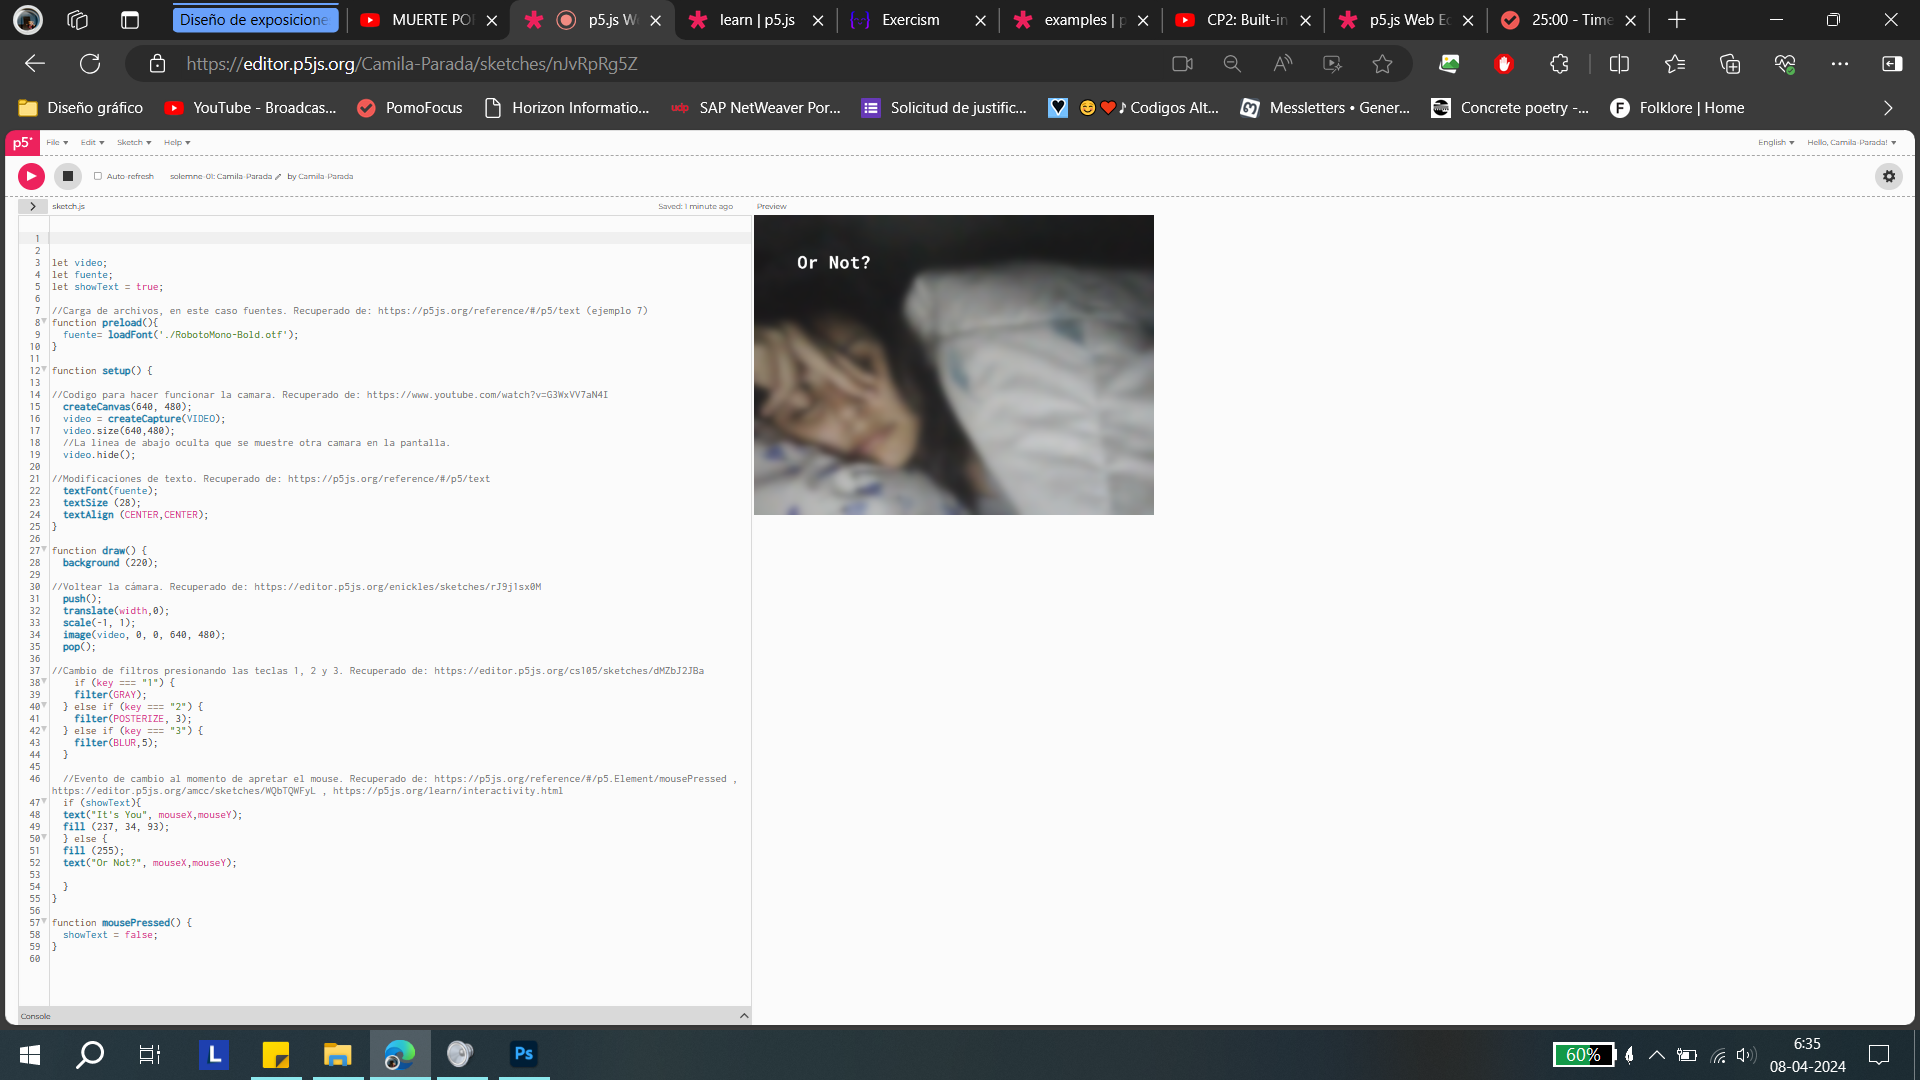 Diseño de exposicione
MUERTE PO
p5.js W
learn | p5.js
Exercism
examples | p
CP2: Built-in
p5.js Web Ec
25:00 - Time
https://editor.p5js.org/Camila-Parada/sketches/nJvRpRg5Z
Diseño gráfico
YouTube - Broadcas...
PomoFocus
Horizon Informatio...
SAP NetWeaver Por...
Solicitud de justific...
😊❤️♪ Codigos Alt...
Messletters • Gener...
Concrete poetry -...
Folklore | Home
p5*
File
Edit
Sketch
Help
English
Hello, Camila-Parada!
Auto-refresh
solemne-01: Camila-Parada
by Camila-Parada
sketch.js
Saved: 1 minute ago
Preview
1
2
3 let video;
4 let fuente;
5 let showText = true;
6
7 //Carga de archivos, en este caso fuentes. Recuperado de: https://p5js.org/reference/#/p5/text (ejemplo 7)
8 function preload(){
9 fuente= loadFont('./RobotoMono-Bold.otf');
10 }
11
12 function setup() {
13
14 //Codigo para hacer funcionar la camara. Recuperado de: https://www.youtube.com/watch?v=G3WxVV7aN4I
15 createCanvas(640, 480);
16 video = createCapture(VIDEO);
17 video.size(640,480);
18 //La linea de abajo oculta que se muestre otra camara en la pantalla.
19 video.hide();
20
21 //Modificaciones de texto. Recuperado de: https://p5js.org/reference/#/p5/text
22 textFont(fuente);
23 textSize (28);
24 textAlign (CENTER,CENTER);
25 }
26
27 function draw() {
28 background (220);
29
30 //Voltear la cámara. Recuperado de: https://editor.p5js.org/enickles/sketches/rJ9j1sx0M
31 push();
32 translate(width,0);
33 scale(-1, 1);
34 image(video, 0, 0, 640, 480);
35 pop();
36
37 //Cambio de filtros presionando las teclas 1, 2 y 3. Recuperado de: https://editor.p5js.org/cs105/sketches/dMZbJ2JBa
38 if (key === "1") {
39 filter(GRAY);
40 } else if (key === "2") {
41 filter(POSTERIZE, 3);
42 } else if (key === "3") {
43 filter(BLUR,5);
44 }
45
46 //Evento de cambio al momento de apretar el mouse. Recuperado de: https://p5js.org/reference/#/p5.Element/mousePressed ,
https://editor.p5js.org/amcc/sketches/WQbTQWFyL , https://p5js.org/learn/interactivity.html
47 if (showText){
48 text("It's You", mouseX,mouseY);
49 fill (237, 34, 93);
50 } else {
51 fill (255);
52 text("Or Not?", mouseX,mouseY);
53
54 }
55 }
56
57 function mousePressed() {
58 showText = false;
59 }
60
Or Not?
Console
L
Ps
60%
6:35
08-04-2024